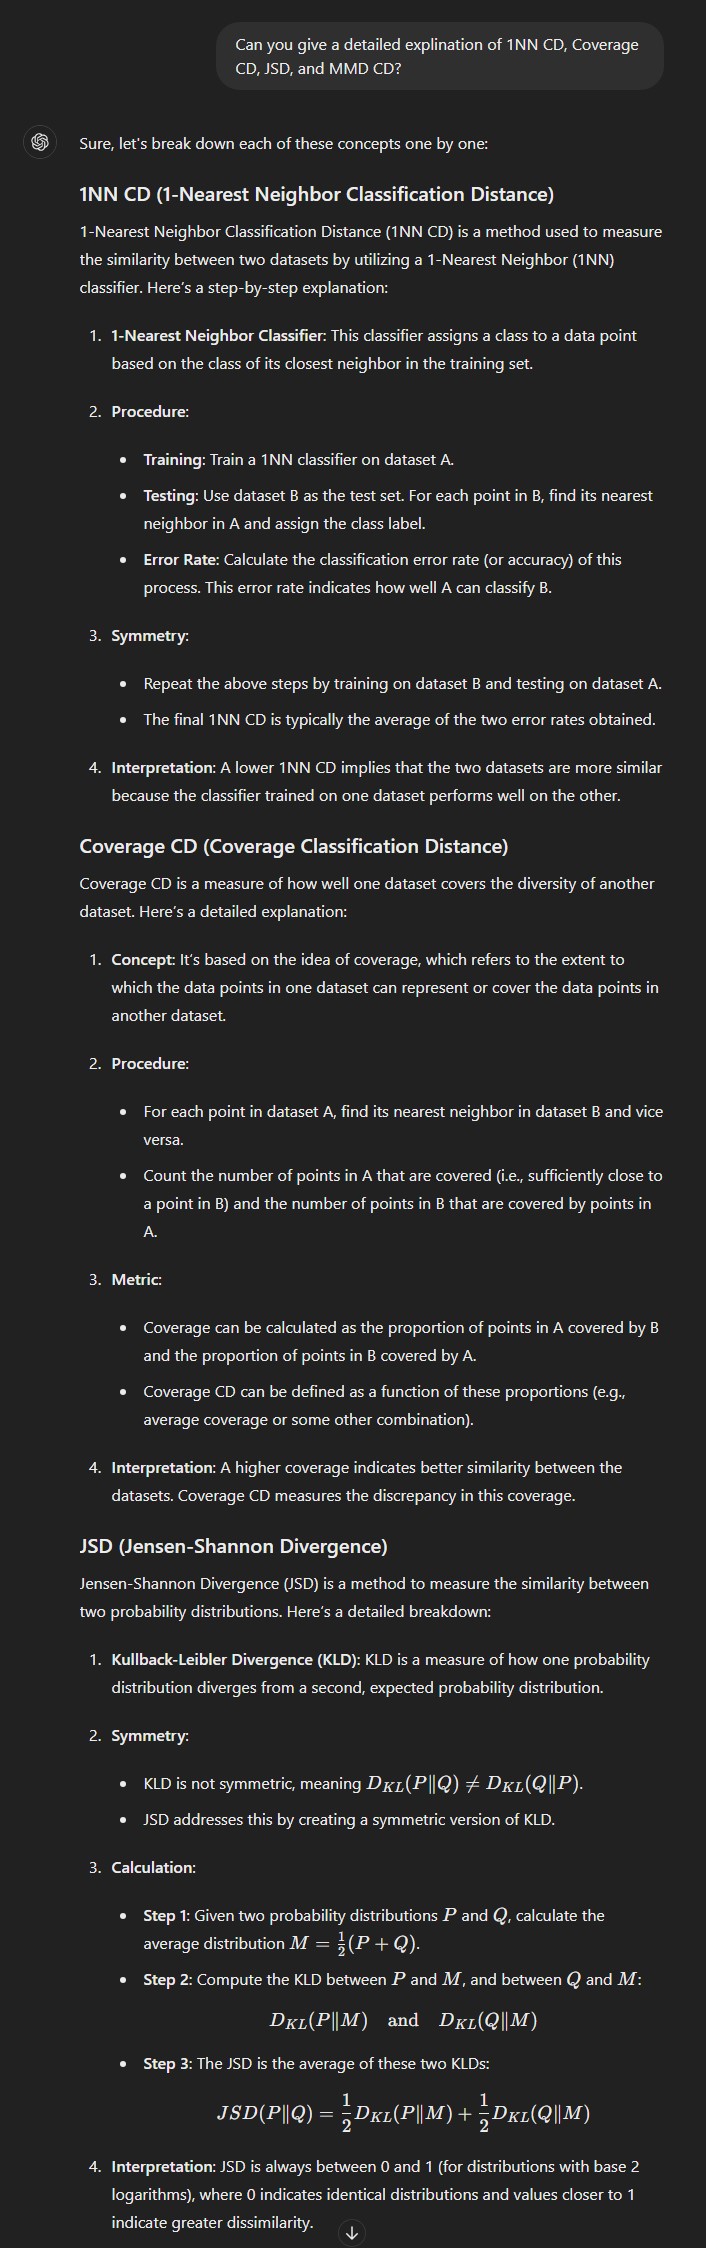 Can you give a detailed explination of 1NN CD, Coverage
CD, JSD, and MMD CD?
Sure, let's break down each of these concepts one by one:
1NN CD (1-Nearest Neighbor Classification Distance)
1-Nearest Neighbor Classification Distance (1NN CD) is a method used to measure
the similarity between two datasets by utilizing a 1-Nearest Neighbor (1NN)
classifier. Here's a step-by-step explanation:
1. 1-Nearest Neighbor Classifier: This classifier assigns a class to a data point
based on the class of its closest neighbor in the training set.
2. Procedure:
• Training: Train a 1NN classifier on dataset A.
• Testing: Use dataset B as the test set. For each point in B, find its nearest
neighbor in A and assign the class label.
• Error Rate: Calculate the classification error rate (or accuracy) of this
process. This error rate indicates how well A can classify B.
3. Symmetry:
• Repeat the above steps by training on dataset B and testing on dataset A.
• The final 1NN CD is typically the average of the two error rates obtained.
4. Interpretation: A lower 1NN CD implies that the two datasets are more similar
because the classifier trained on one dataset performs well on the other.
Coverage CD (Coverage Classification Distance)
Coverage CD is a measure of how well one dataset covers the diversity of another
dataset. Here's a detailed explanation:
1. Concept: It's based on the idea of coverage, which refers to the extent to
which the data points in one dataset can represent or cover the data points in
another dataset.
2. Procedure:
• For each point in dataset A, find its nearest neighbor in dataset B and vice
versa.
• Count the number of points in A that are covered (i.e., sufficiently close to
a point in B) and the number of points in B that are covered by points in
A.
3. Metric:
• Coverage can be calculated as the proportion of points in A covered by B
and the proportion of points in B covered by A.
• Coverage CD can be defined as a function of these proportions (e.g.,
average coverage or some other combination).
4. Interpretation: A higher coverage indicates better similarity between the
datasets. Coverage CD measures the discrepancy in this coverage.
JSD (Jensen-Shannon Divergence)
Jensen-Shannon Divergence (JSD) is a method to measure the similarity between
two probability distributions. Here's a detailed breakdown:
1. Kullback-Leibler Divergence (KLD): KLD is a measure of how one probability
distribution diverges from a second, expected probability distribution.
2. Symmetry:
• KLD is not symmetric, meaning D_KL(P∥Q) ≠ D_KL(Q∥P).
• JSD addresses this by creating a symmetric version of KLD.
3. Calculation:
• Step 1: Given two probability distributions P and Q, calculate the
average distribution M = 1/2(P + Q).
• Step 2: Compute the KLD between P and M, and between Q and M:
D_KL(P∥M) and D_KL(Q∥M)
• Step 3: The JSD is the average of these two KLDs:
JSD(P∥Q) = 1/2 D_KL(P∥M) + 1/2 D_KL(Q∥M)
4. Interpretation: JSD is always between 0 and 1 (for distributions with base 2
logarithms), where 0 indicates identical distributions and values closer to 1
indicate greater dissimilarity.